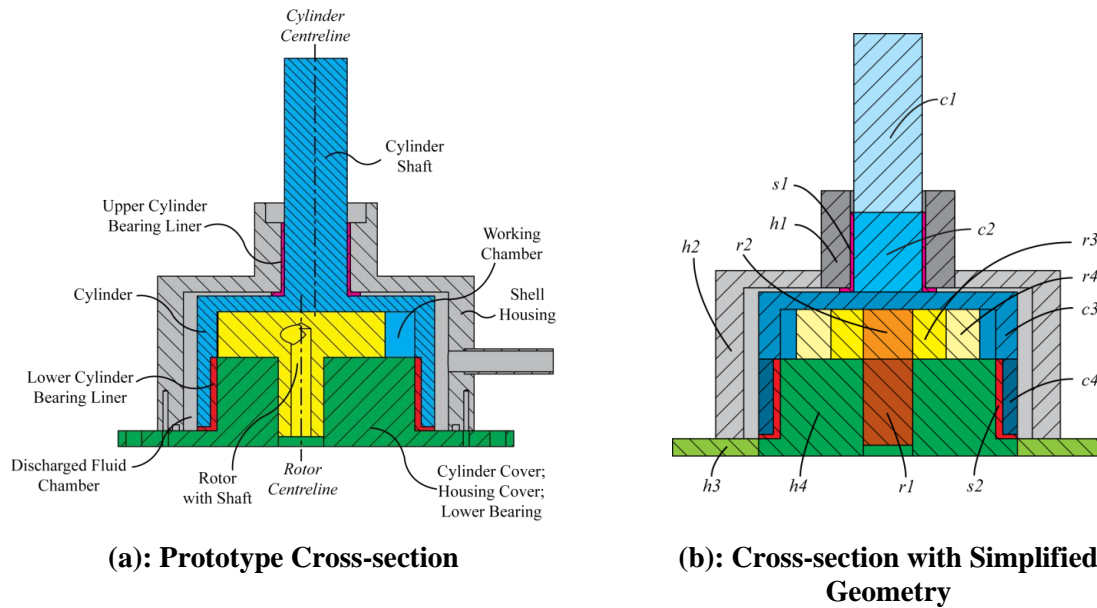 Cylinder
Centreline
Cylinder
Shaft
Upper Cylinder
Bearing Liner
Working
Chamber
Cylinder
Shell
Housing
Lower Cylinder
Bearing Liner
Discharged Fluid
Chamber
Rotor
with Shaft
Rotor
Centreline
Cylinder Cover;
Housing Cover;
Lower Bearing
(a): Prototype Cross-section
c1
s1
h1
h2
r2
c2
r3
r4
c3
c4
h3
h4
r1
s2
(b): Cross-section with Simplified
Geometry